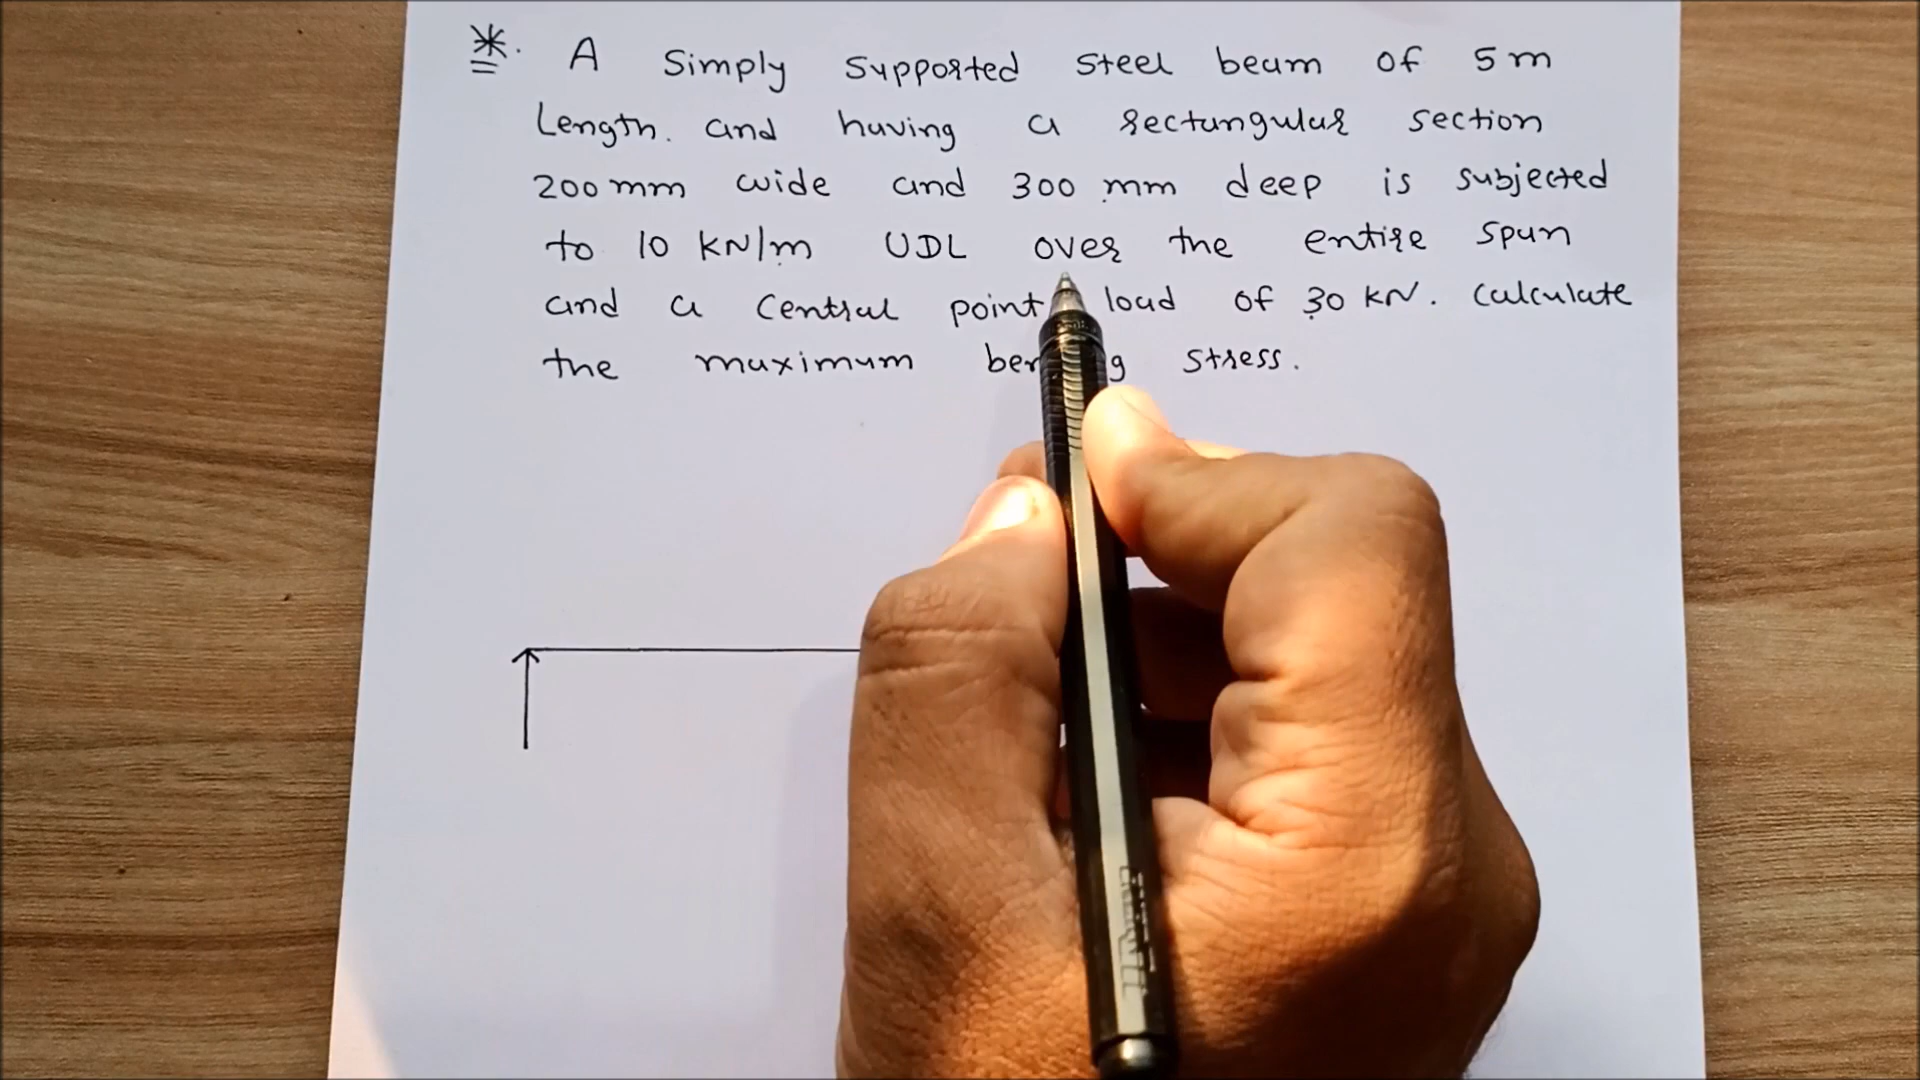 *. A Simply Supported steel beam of 5 m
Length. and having a rectangular section
200 mm wide and 300 mm deep is subjected
to 10 KN/m UDL over the entire span
and a central point load of 30 KN. Calculate
the maximum stress.